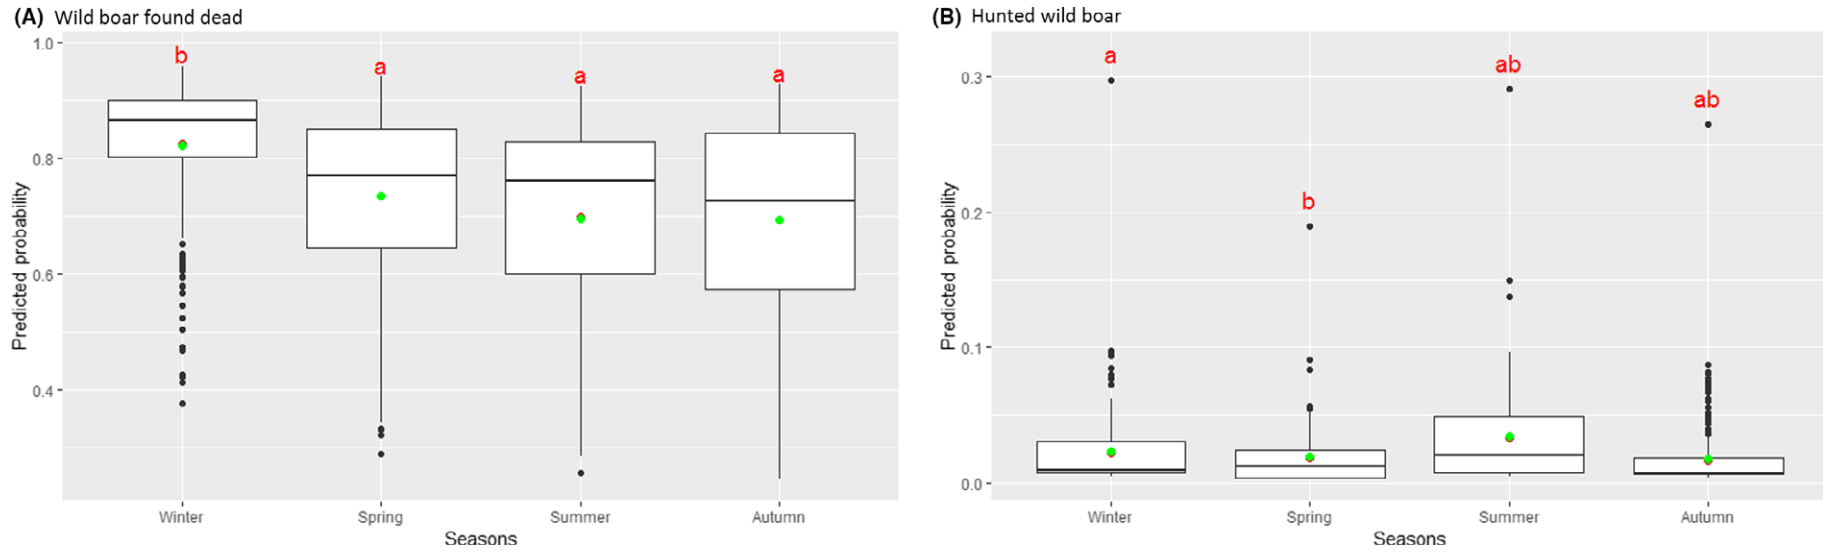 (A) Wild boar found dead
Predicted probability
1.0
0.8
0.6
0.4
b
a
a
a
Winter
Spring
Summer
Autumn
Seasons
(B) Hunted wild boar
Predicted probability
0.3
0.2
0.1
0.0
a
b
ab
ab
Winter
Spring
Summer
Autumn
Seasons